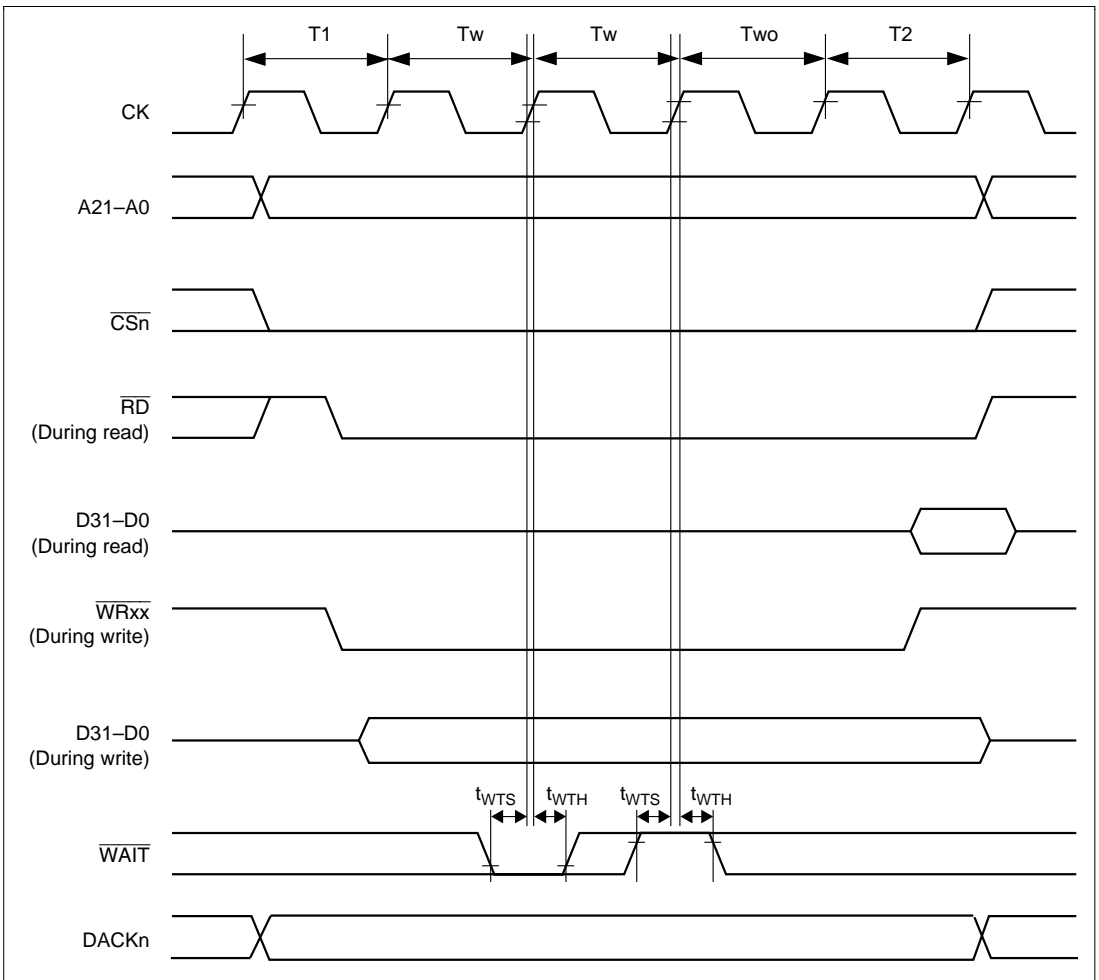 T1 Tw Tw Two T2
CK
A21–A0
CSn
RD
(During read)
D31–D0
(During read)
WRxx
(During write)
D31–D0
(During write)
tWTS tWTH tWTS tWTH
WAIT
DACKn